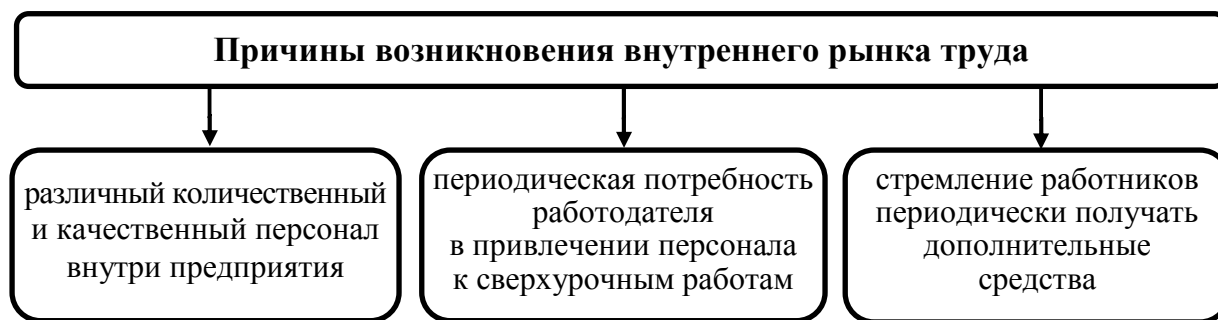 Причины возникновения внутреннего рынка труда
различный количественный
и качественный персонал
внутри предприятия
периодическая потребность
работодателя
в привлечении персонала
к сверхурочным работам
стремление работников
периодически получать
дополнительные
средства